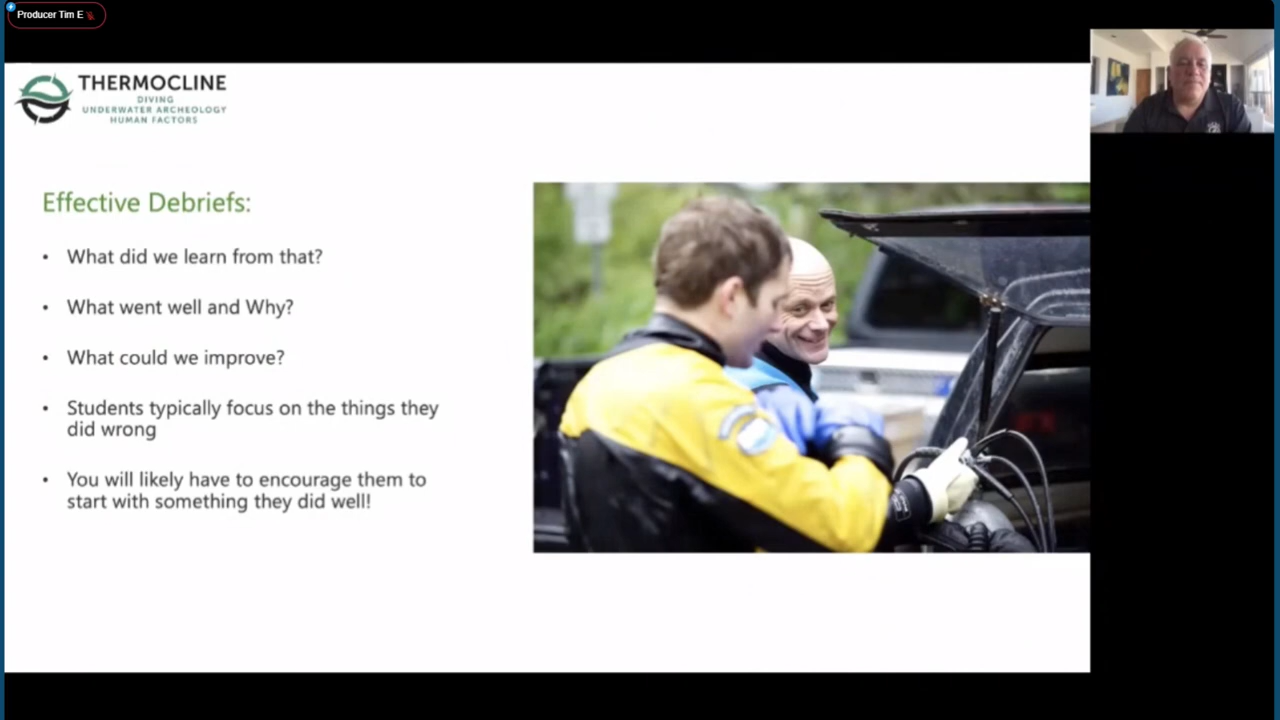 Producer Tim E
THERMOCLINE
DIVING
UNDERWATER ARCHEOLOGY
HUMAN FACTORS
Effective Debriefs:
• What did we learn from that?
• What went well and Why?
• What could we improve?
• Students typically focus on the things they
did wrong
• You will likely have to encourage them to
start with something they did well!